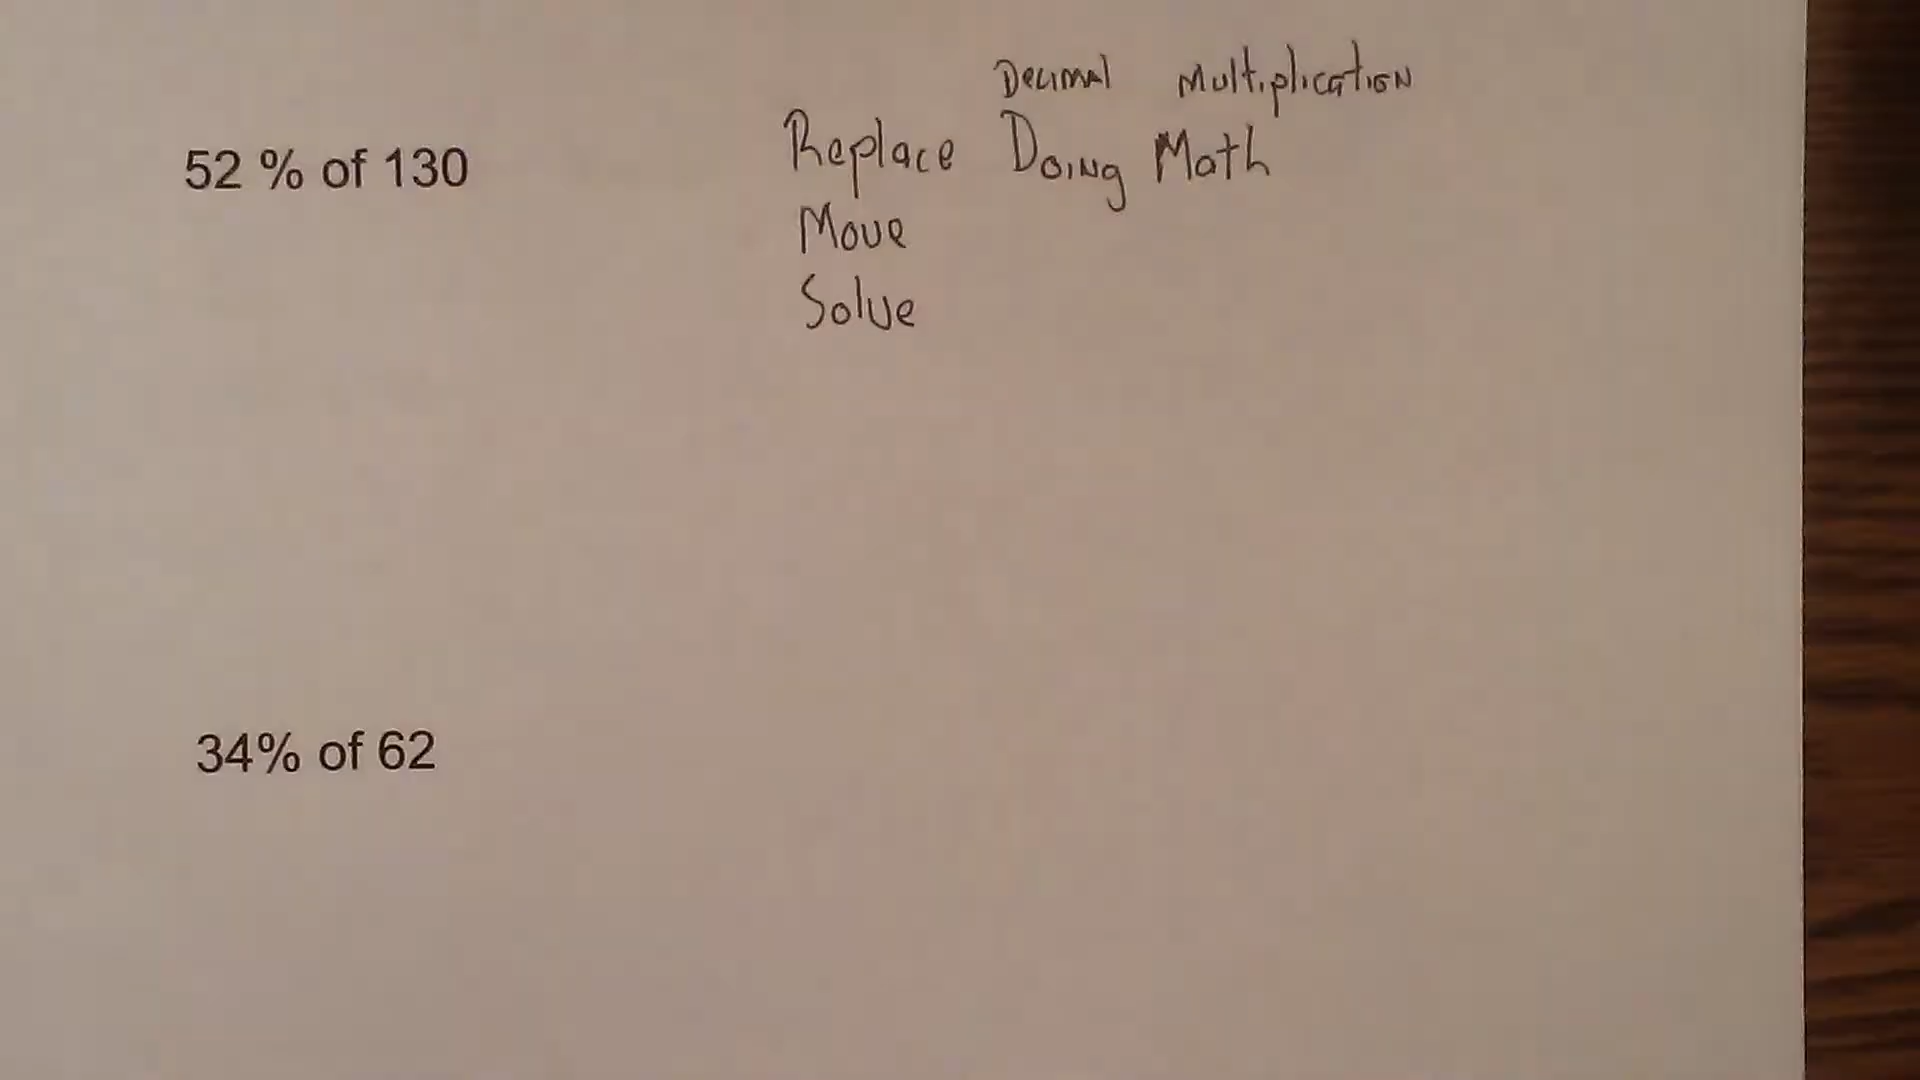 Decimal Multiplication
52 % of 130
Replace Doing Math
Move
Solve
34% of 62